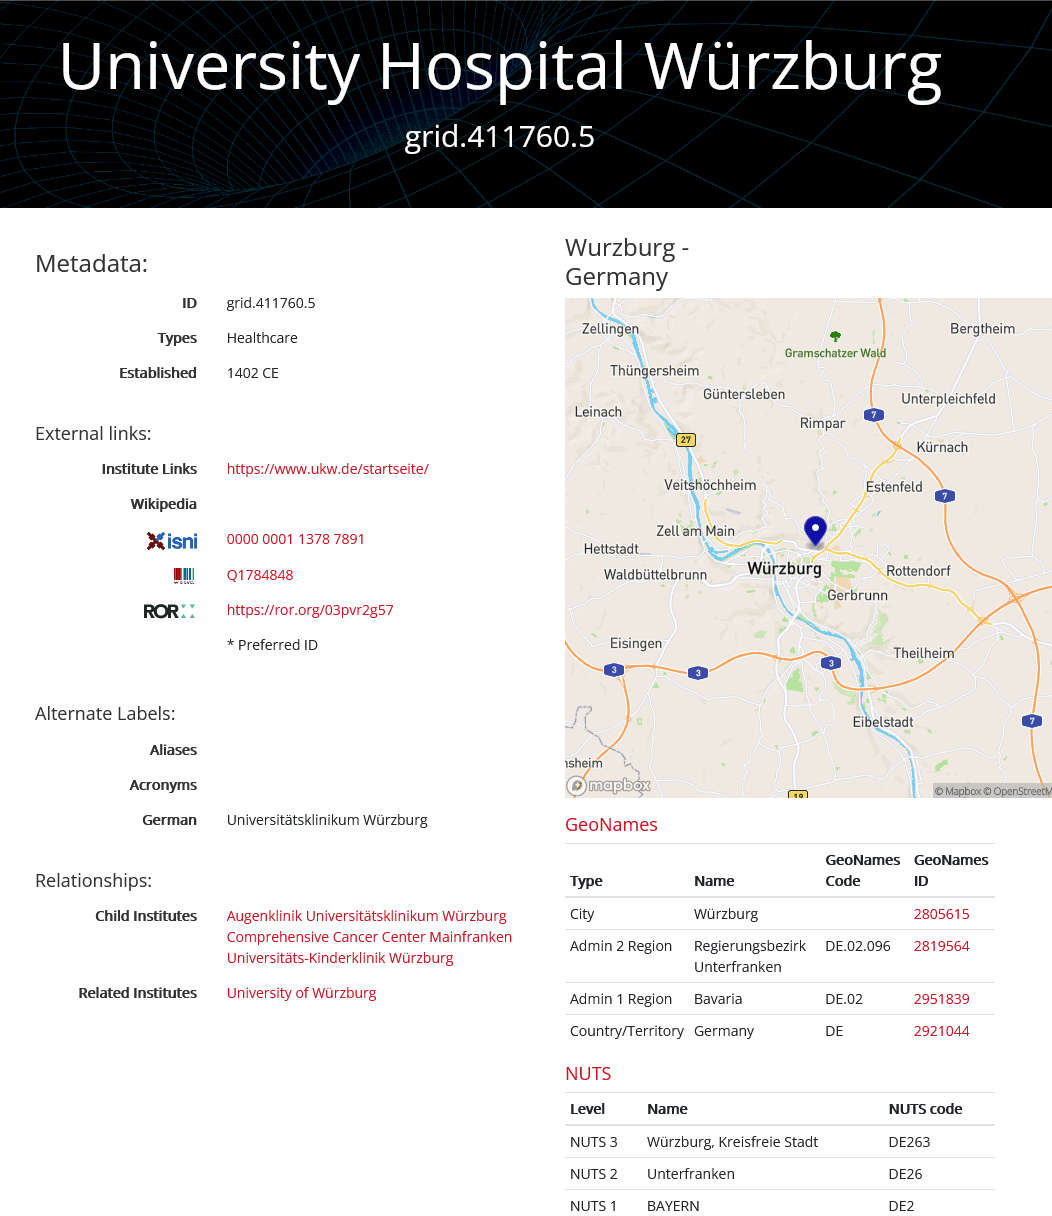 University Hospital Würzburg
grid.411760.5
Metadata:
ID grid.411760.5
Types Healthcare
Established 1402 CE
External links:
Institute Links https://www.ukw.de/startseite/
Wikipedia
isni 0000 0001 1378 7891
Q1784848
ROR https://ror.org/03pvr2g57
* Preferred ID
Alternate Labels:
Aliases
Acronyms
German Universitätsklinikum Würzburg
Relationships:
Child Institutes Augenklinik Universitätsklinikum Würzburg
Comprehensive Cancer Center Mainfranken
Universitäts-Kinderklinik Würzburg
Related Institutes University of Würzburg
Wurzburg -
Germany
Zellingen
Bergtheim
Gramschatzer Wald
Thüngersheim
Güntersleben
Unterpleichfeld
Leinach
7
Rimpar
27
Kürnach
Veitshöchheim
Estenfeld
7
Zell am Main
Hettstadt
Würzburg
Rottendorf
Waldbüttelbrunn
Gerbrunn
Eisingen
Theilheim
3
3
3
Eibelstadt
7
nsheim
mapbox
19
© Mapbox © OpenStreetM
GeoNames
Type Name GeoNames Code GeoNames ID
City Würzburg 2805615
Admin 2 Region Regierungsbezirk Unterfranken DE.02.096 2819564
Admin 1 Region Bavaria DE.02 2951839
Country/Territory Germany DE 2921044
NUTS
Level Name NUTS code
NUTS 3 Würzburg, Kreisfreie Stadt DE263
NUTS 2 Unterfranken DE26
NUTS 1 BAYERN DE2